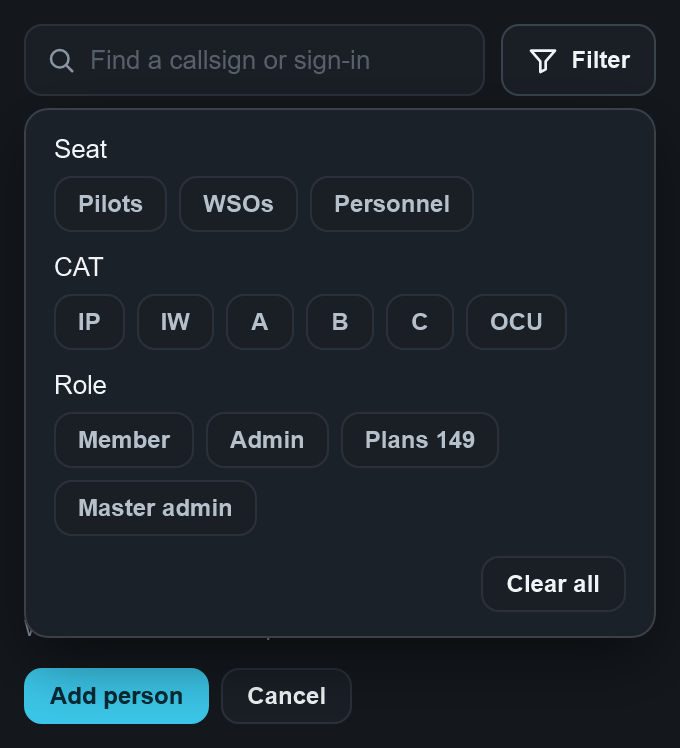 Find a callsign or sign-in
Filter
Seat
Pilots WSOs Personnel
CAT
IP IW A B C OCU
Role
Member Admin Plans 149
Master admin
Clear all
Add person Cancel